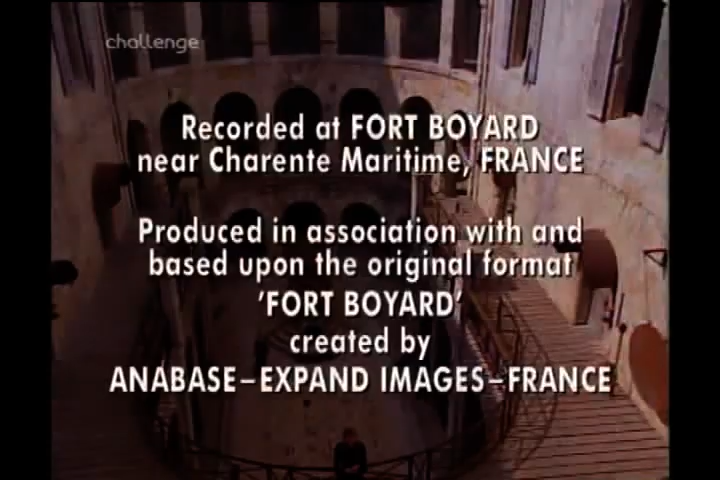 challenge
Recorded at FORT BOYARD
near Charente Maritime, FRANCE
Produced in association with and
based upon the original format
'FORT BOYARD'
created by
ANABASE-EXPAND IMAGES-FRANCE